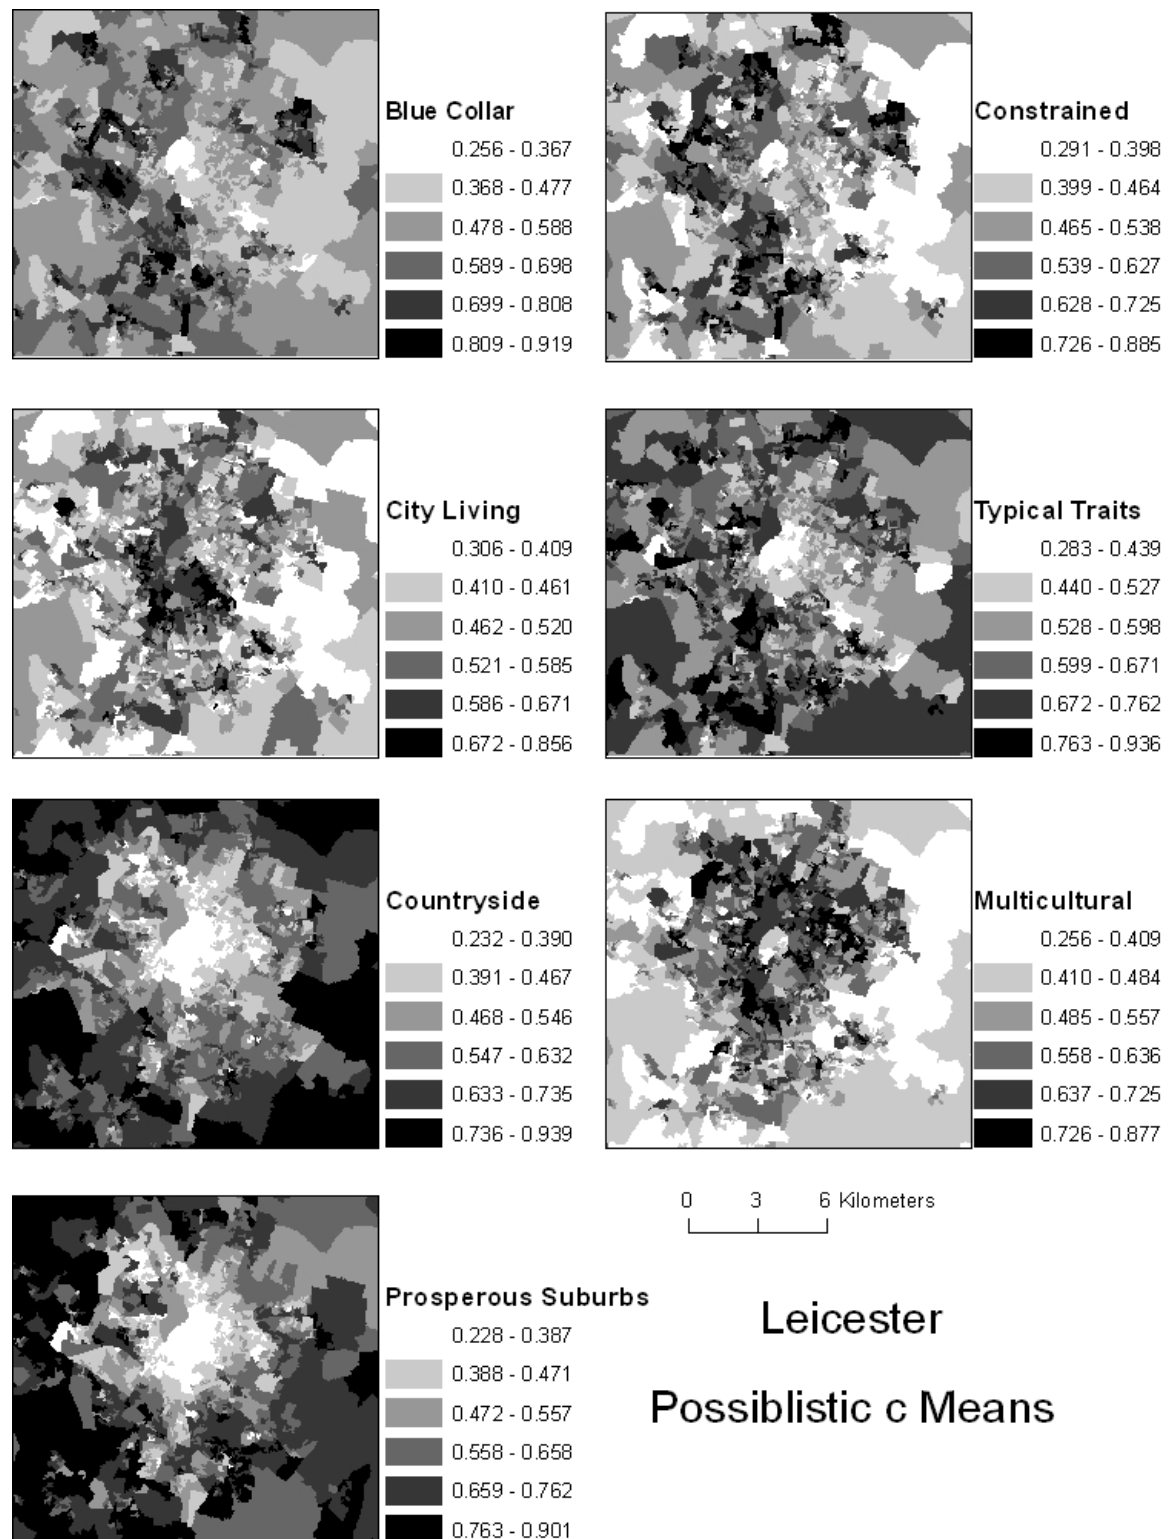 Blue Collar
0.256 - 0.367
0.368 - 0.477
0.478 - 0.588
0.589 - 0.698
0.699 - 0.808
0.809 - 0.919
Constrained
0.291 - 0.398
0.399 - 0.464
0.465 - 0.538
0.539 - 0.627
0.628 - 0.725
0.726 - 0.885
City Living
0.306 - 0.409
0.410 - 0.461
0.462 - 0.520
0.521 - 0.585
0.586 - 0.671
0.672 - 0.856
Typical Traits
0.283 - 0.439
0.440 - 0.527
0.528 - 0.598
0.599 - 0.671
0.672 - 0.762
0.763 - 0.936
Countryside
0.232 - 0.390
0.391 - 0.467
0.468 - 0.546
0.547 - 0.632
0.633 - 0.735
0.736 - 0.939
Multicultural
0.256 - 0.409
0.410 - 0.484
0.485 - 0.557
0.558 - 0.636
0.637 - 0.725
0.726 - 0.877
Prosperous Suburbs
0.228 - 0.387
0.388 - 0.471
0.472 - 0.557
0.558 - 0.658
0.659 - 0.762
0.763 - 0.901
0 3 6 Kilometers
Leicester
Possiblistic c Means